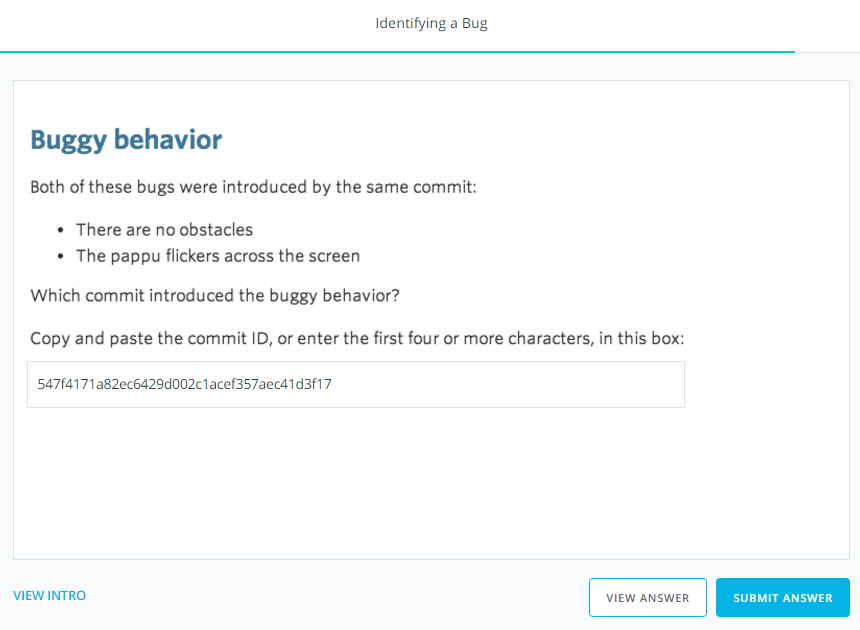 Identifying a Bug
Buggy behavior
Both of these bugs were introduced by the same commit:
• There are no obstacles
• The pappu flickers across the screen
Which commit introduced the buggy behavior?
Copy and paste the commit ID, or enter the first four or more characters, in this box:
547f4171a82ec6429d002c1acef357aec41d3f17
VIEW INTRO
VIEW ANSWER
SUBMIT ANSWER